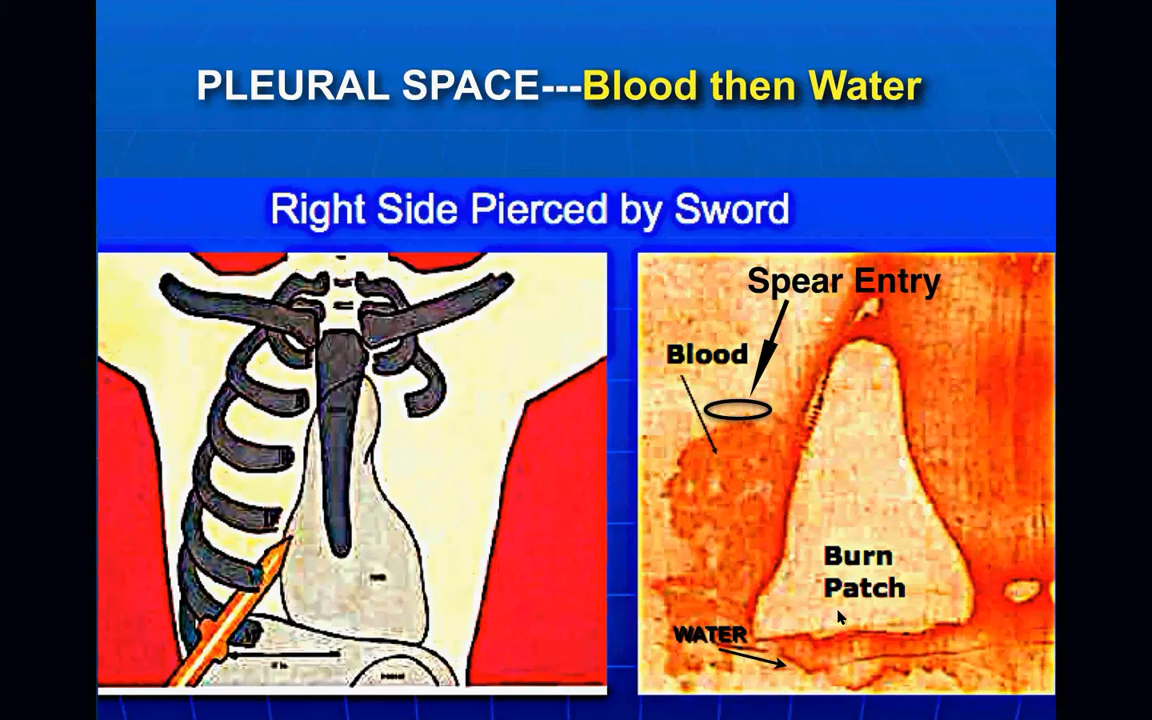 PLEURAL SPACE---Blood then Water
Right Side Pierced by Sword
Spear Entry
Blood
Burn
Patch
WATER